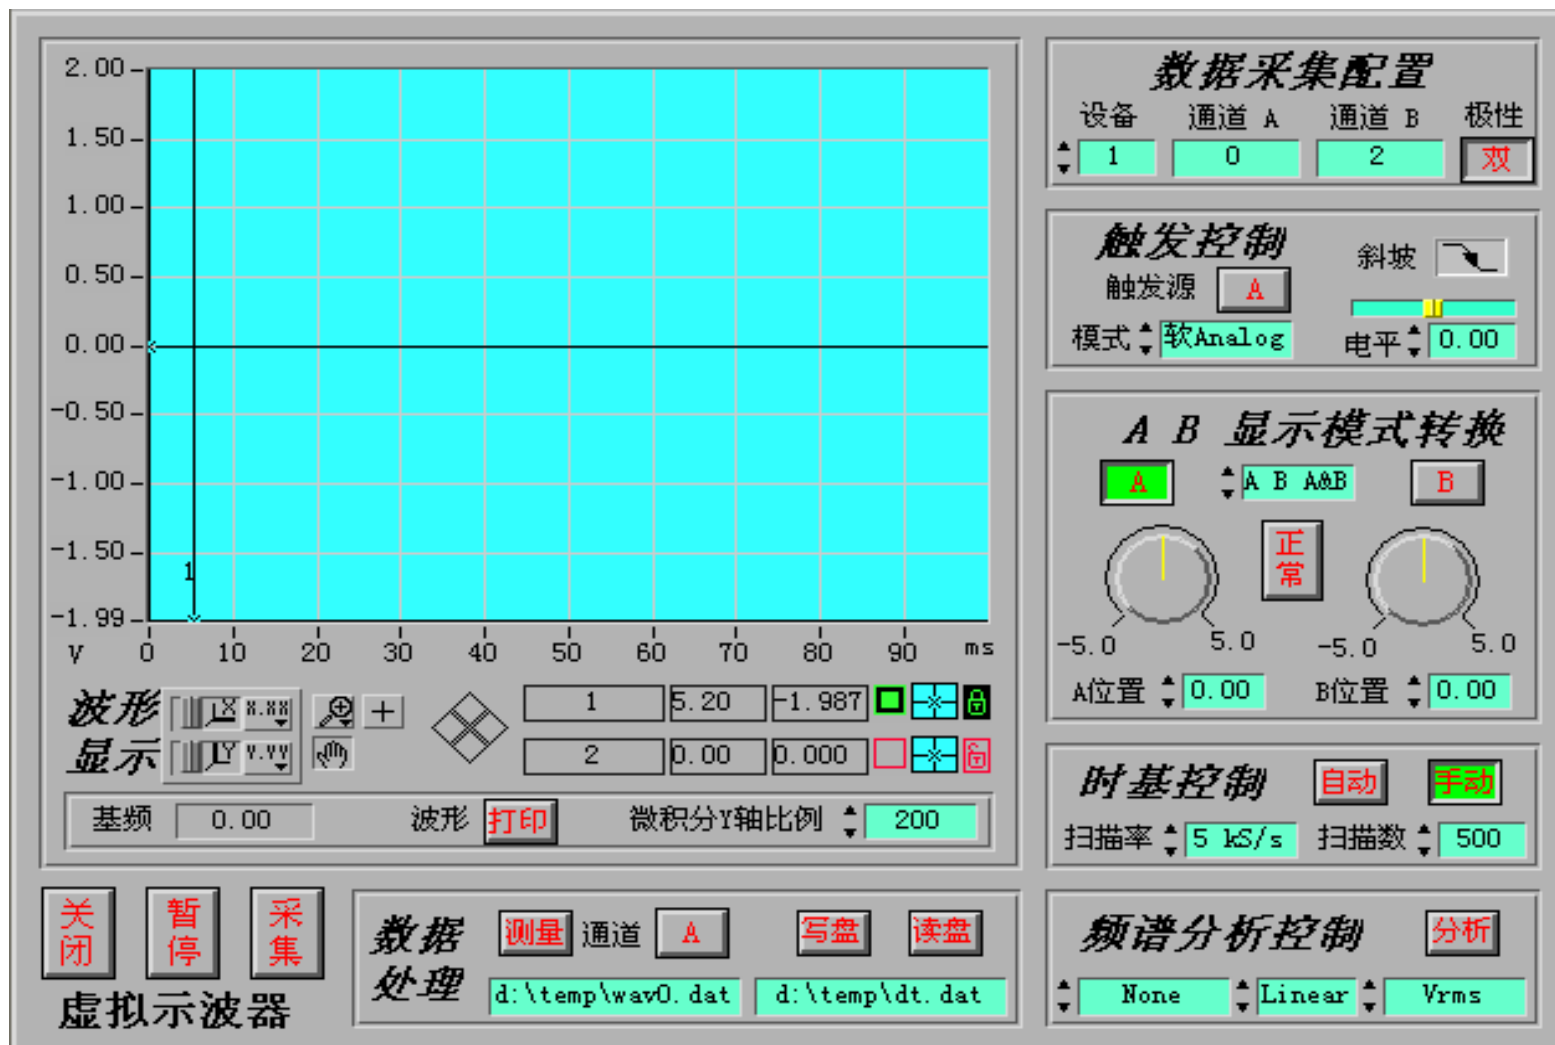 2.00
1.50
1.00
0.50
0.00
-0.50
-1.00
-1.50
-1.99
1
V 0 10 20 30 40 50 60 70 80 90 ms
波形
显示
X X.XX
Y Y.YY
1 5.20 -1.987
2 0.00 0.000
基频 0.00 波形 打印 微积分Y轴比例 200
关闭 暂停 采集
虚拟示波器
数据处理
测量 通道 A 写盘 读盘
d:\temp\wav0.dat d:\temp\dt.dat
数据采集配置
设备 通道 A 通道 B 极性
1 0 2 双
触发控制
斜坡
触发源 A
模式 软Analog 电平 0.00
A B 显示模式转换
A A B A&B B
正常
-5.0 5.0 -5.0 5.0
A位置 0.00 B位置 0.00
时基控制 自动 手动
扫描率 5 kS/s 扫描数 500
频谱分析控制 分析
None Linear Vrms